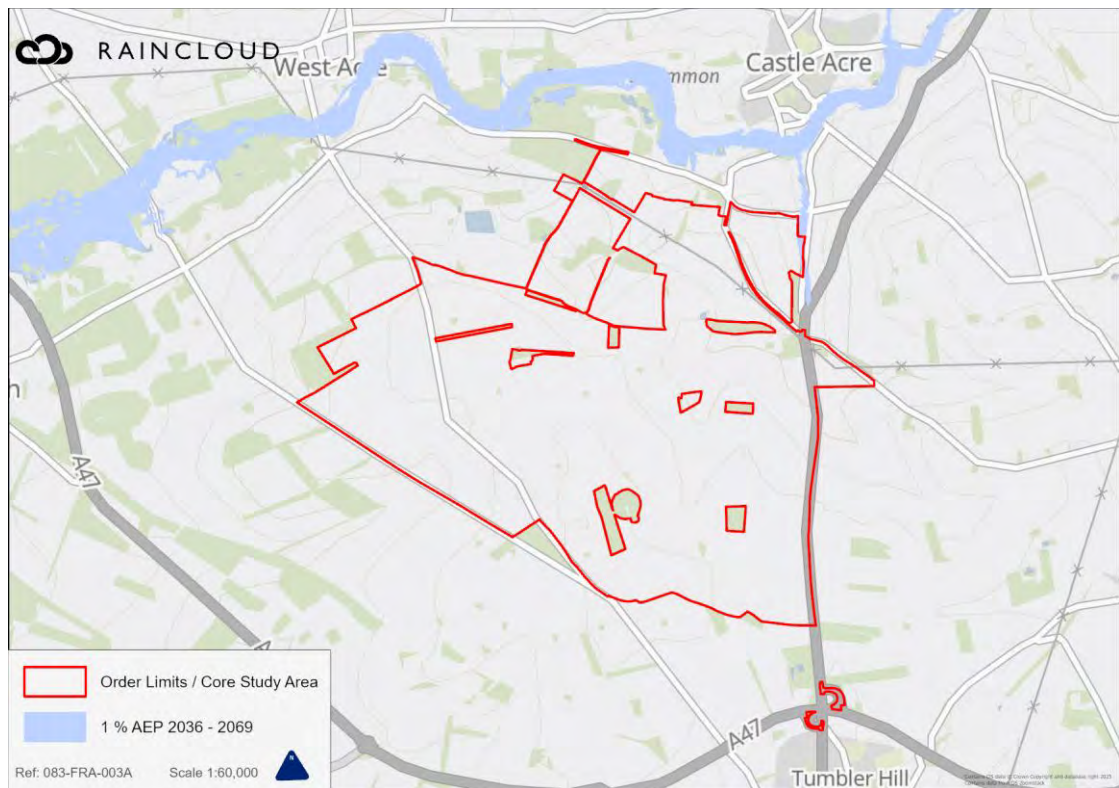 RAINCLOUD
West Acre
mmon
Castle Acre
n
A47
A47
Tumbler Hill
Order Limits / Core Study Area
1 % AEP 2036 - 2069
Ref: 083-FRA-003A Scale 1:60,000
N